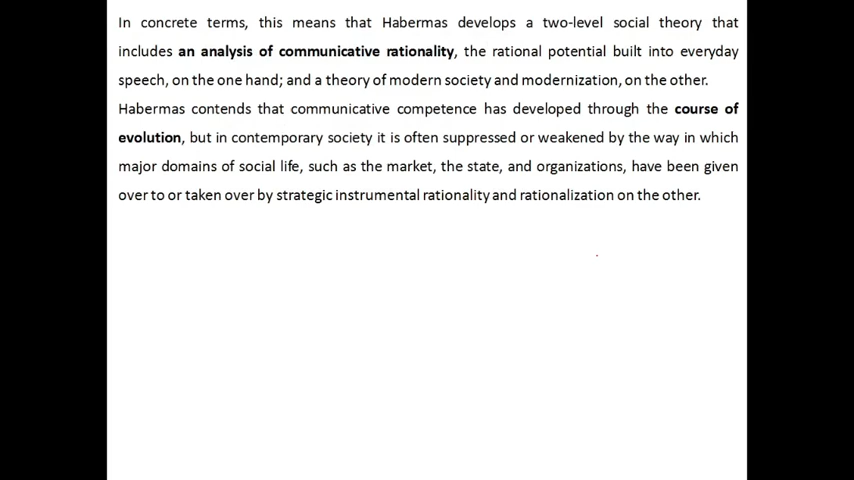 In concrete terms, this means that Habermas develops a two-level social theory that
includes an analysis of communicative rationality, the rational potential built into everyday
speech, on the one hand; and a theory of modern society and modernization, on the other.
Habermas contends that communicative competence has developed through the course of
evolution, but in contemporary society it is often suppressed or weakened by the way in which
major domains of social life, such as the market, the state, and organizations, have been given
over to or taken over by strategic instrumental rationality and rationalization on the other.